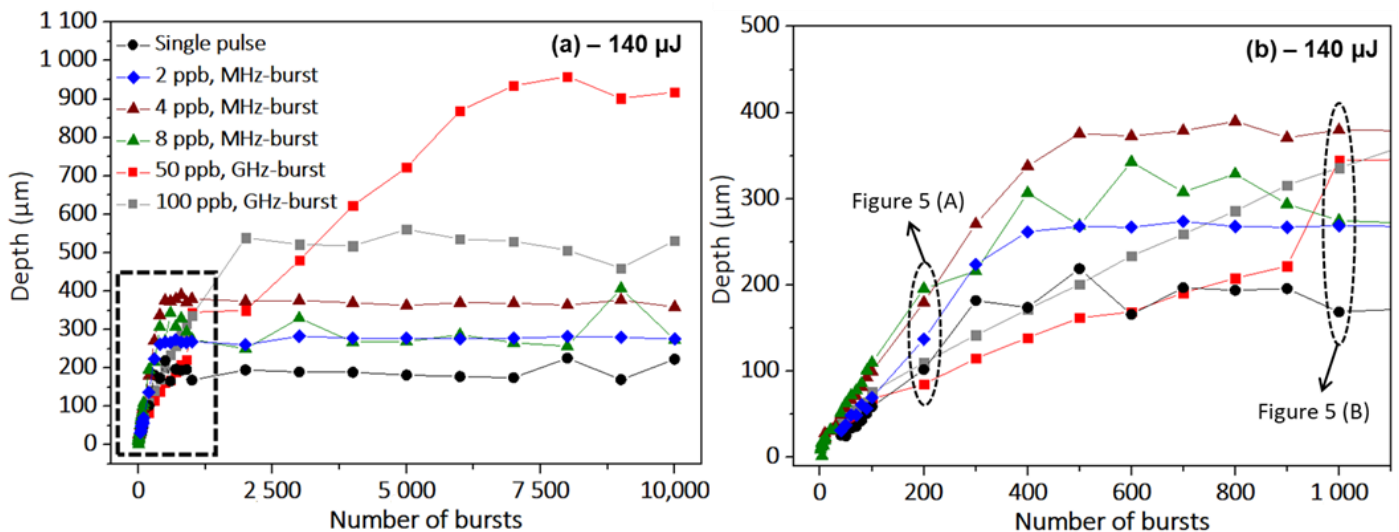 (a) – 140 µJ
Single pulse
2 ppb, MHz-burst
4 ppb, MHz-burst
8 ppb, MHz-burst
50 ppb, GHz-burst
100 ppb, GHz-burst
1 100
1 000
900
800
700
600
500
400
300
200
100
0
Depth (µm)
0
2 500
5 000
7 500
10,000
Number of bursts
(b) – 140 µJ
500
400
300
200
100
0
Depth (µm)
Figure 5 (A)
Figure 5 (B)
0
200
400
600
800
1 000
Number of bursts